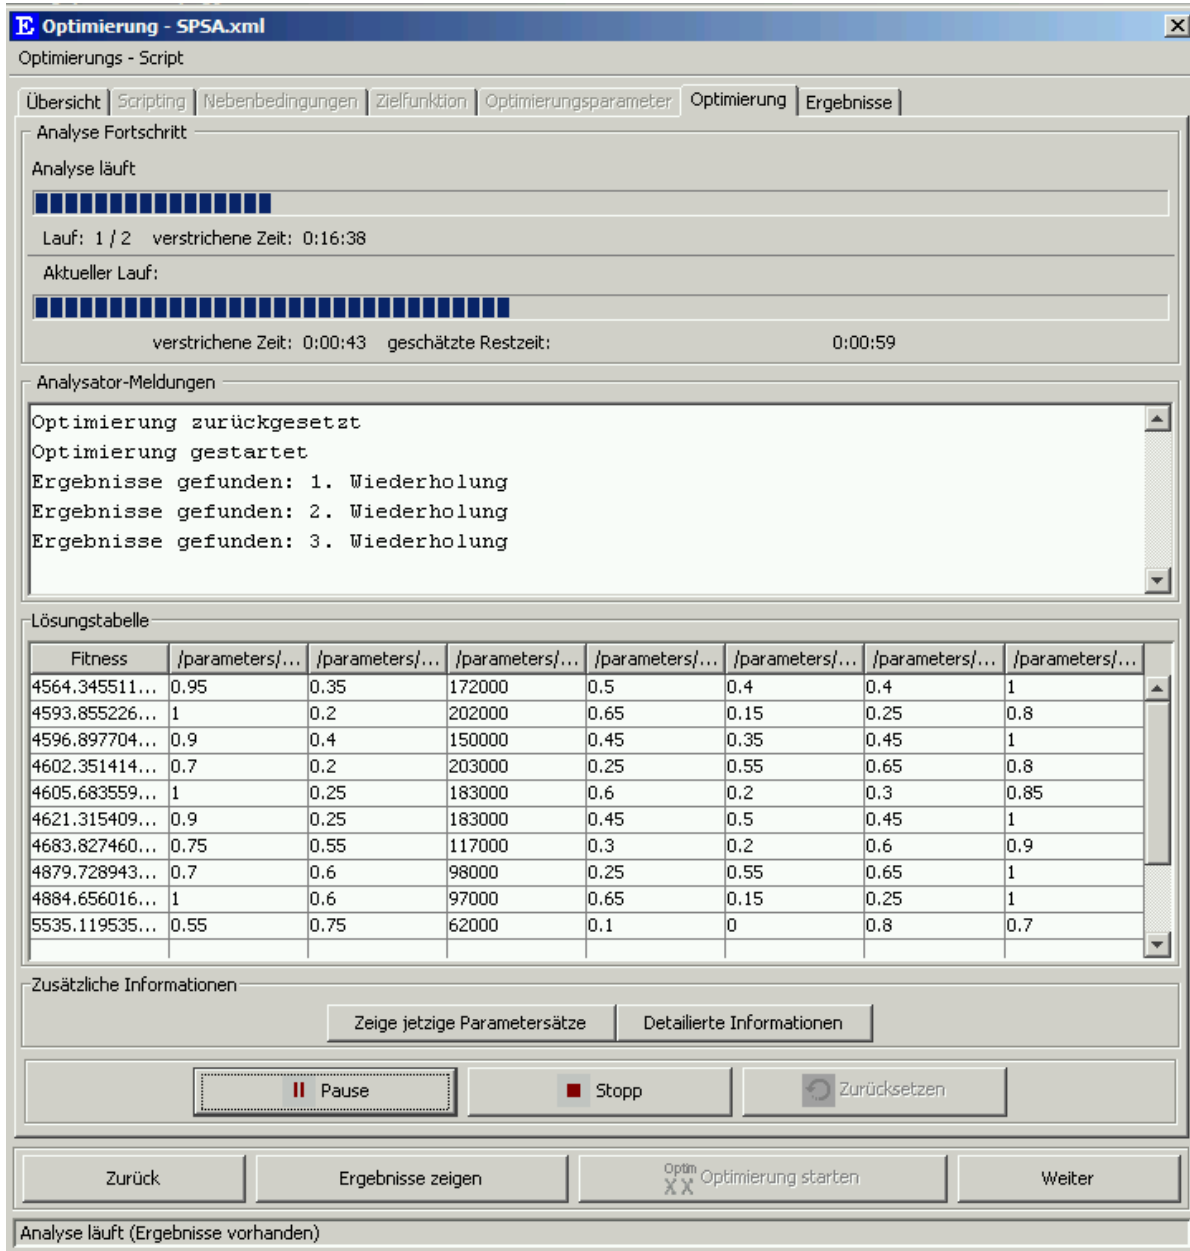 E Optimierung - SPSA.xml
Optimierungs - Script
Übersicht Scripting Nebenbedingungen Zielfunktion Optimierungsparameter Optimierung Ergebnisse
Analyse Fortschritt
Analyse läuft
Lauf: 1 / 2 verstrichene Zeit: 0:16:38
Aktueller Lauf:
verstrichene Zeit: 0:00:43 geschätzte Restzeit: 0:00:59
Analysator-Meldungen
Optimierung zurückgesetzt
Optimierung gestartet
Ergebnisse gefunden: 1. Wiederholung
Ergebnisse gefunden: 2. Wiederholung
Ergebnisse gefunden: 3. Wiederholung
Lösungstabelle
Fitness /parameters/... /parameters/... /parameters/... /parameters/... /parameters/... /parameters/... /parameters/...
4564.345511... 0.95 0.35 172000 0.5 0.4 0.4 1
4593.855226... 1 0.2 202000 0.65 0.15 0.25 0.8
4596.897704... 0.9 0.4 150000 0.45 0.35 0.45 1
4602.351414... 0.7 0.2 203000 0.25 0.55 0.65 0.8
4605.683559... 1 0.25 183000 0.6 0.2 0.3 0.85
4621.315409... 0.9 0.25 183000 0.45 0.5 0.45 1
4683.827460... 0.75 0.55 117000 0.3 0.2 0.6 0.9
4879.728943... 0.7 0.6 98000 0.25 0.55 0.65 1
4884.656016... 1 0.6 97000 0.65 0.15 0.25 1
5535.119535... 0.55 0.75 62000 0.1 0 0.8 0.7
Zusätzliche Informationen
Zeige jetzige Parametersätze Detailierte Informationen
Pause Stopp Zurücksetzen
Zurück Ergebnisse zeigen Optim XX Optimierung starten Weiter
Analyse läuft (Ergebnisse vorhanden)